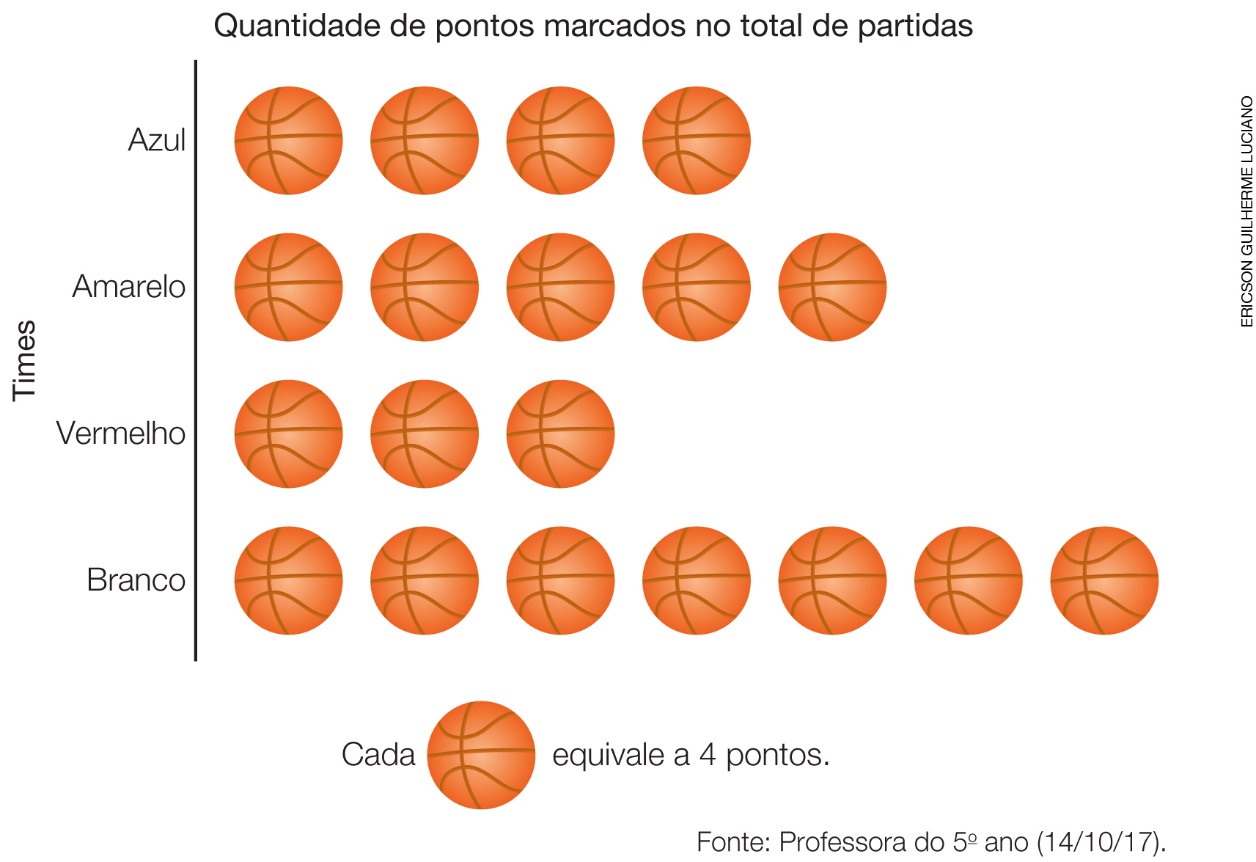 Quantidade de pontos marcados no total de partidas
Times
Azul
Amarelo
Vermelho
Branco
Cada equivale a 4 pontos.
Fonte: Professora do 5º ano (14/10/17).
ERICSON GUILHERME LUCIANO